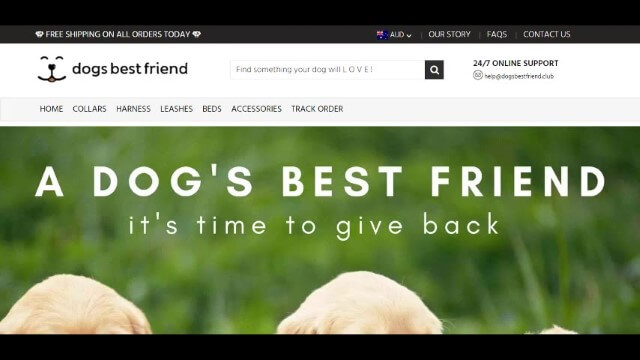 FREE SHIPPING ON ALL ORDERS TODAY
AUD
OUR STORY
FAQS
CONTACT US
dogs best friend
Find something your dog will L O V E !
24/7 ONLINE SUPPORT
help@dogsbestfriend.club
HOME COLLARS HARNESS LEASHES BEDS ACCESSORIES TRACK ORDER
A DOG'S BEST FRIEND
it's time to give back